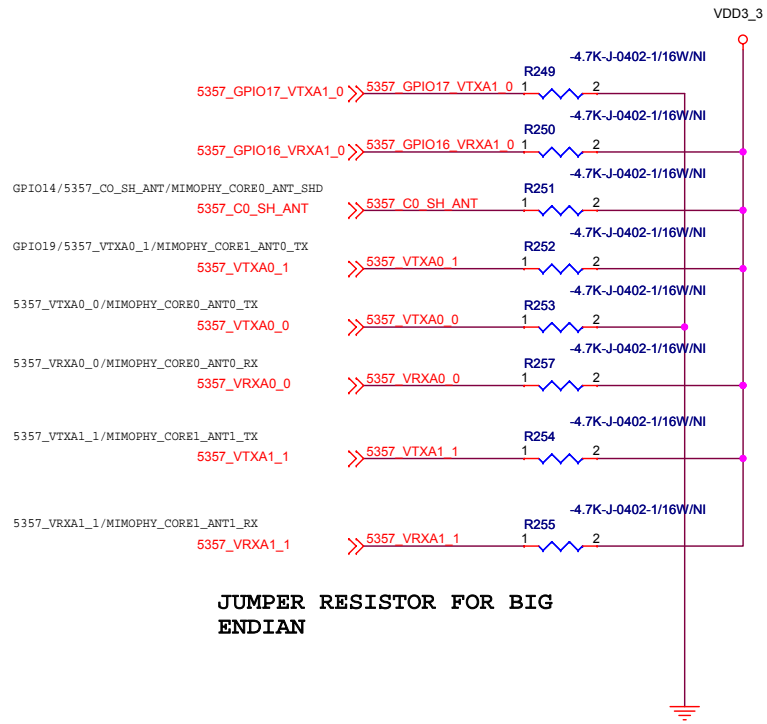 VDD3_3
-4.7K-J-0402-1/16W/NI
R249
5357_GPIO17_VTXA1_0 5357_GPIO17_VTXA1_0 1 2
-4.7K-J-0402-1/16W/NI
R250
5357_GPIO16_VRXA1_0 5357_GPIO16_VRXA1_0 1 2
-4.7K-J-0402-1/16W/NI
GPIO14/5357_CO_SH_ANT/MIMOPHY_CORE0_ANT_SHD R251
5357_C0_SH_ANT 5357_C0_SH_ANT 1 2
-4.7K-J-0402-1/16W/NI
GPIO19/5357_VTXA0_1/MIMOPHY_CORE1_ANT0_TX R252
5357_VTXA0_1 5357_VTXA0_1 1 2
-4.7K-J-0402-1/16W/NI
5357_VTXA0_0/MIMOPHY_CORE0_ANT0_TX R253
5357_VTXA0_0 5357_VTXA0_0 1 2
-4.7K-J-0402-1/16W/NI
5357_VRXA0_0/MIMOPHY_CORE0_ANT0_RX R257
5357_VRXA0_0 5357_VRXA0_0 1 2
-4.7K-J-0402-1/16W/NI
5357_VTXA1_1/MIMOPHY_CORE1_ANT1_TX R254
5357_VTXA1_1 5357_VTXA1_1 1 2
-4.7K-J-0402-1/16W/NI
5357_VRXA1_1/MIMOPHY_CORE1_ANT1_RX R255
5357_VRXA1_1 5357_VRXA1_1 1 2
JUMPER RESISTOR FOR BIG
ENDIAN